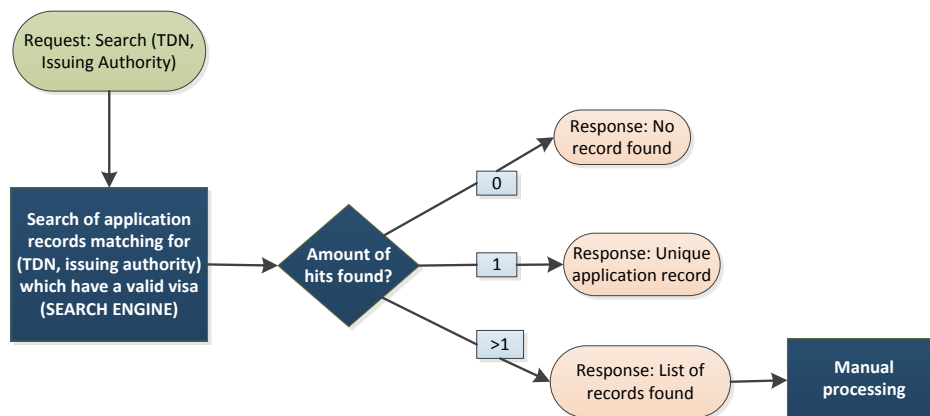 Request: Search (TDN,
Issuing Authority)
Response: No
record found
0
Search of application
records matching for
(TDN, issuing authority)
which have a valid visa
(SEARCH ENGINE)
Amount of
hits found?
1
Response: Unique
application record
>1
Response: List of
records found
Manual
processing